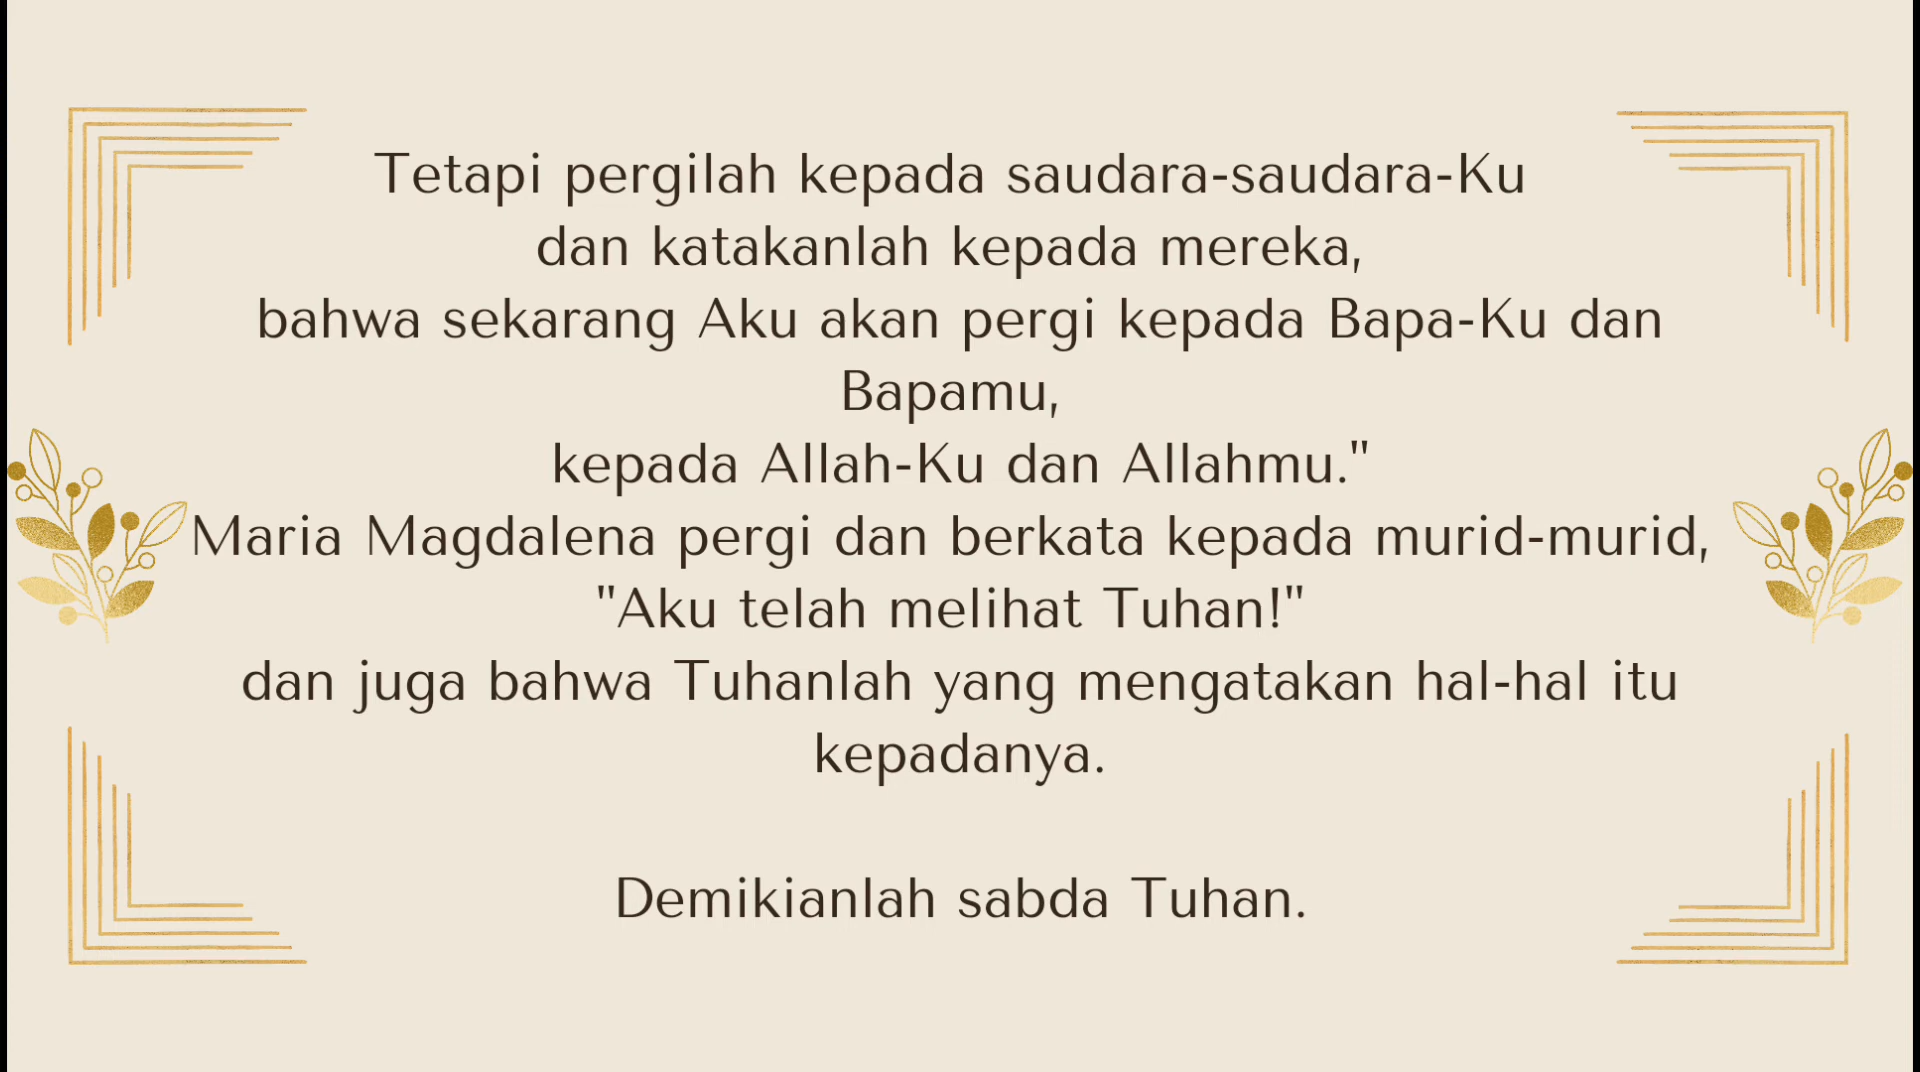 Tetapi pergilah kepada saudara-saudara-Ku
dan katakanlah kepada mereka,
bahwa sekarang Aku akan pergi kepada Bapa-Ku dan
Bapamu,
kepada Allah-Ku dan Allahmu."
Maria Magdalena pergi dan berkata kepada murid-murid,
"Aku telah melihat Tuhan!"
dan juga bahwa Tuhanlah yang mengatakan hal-hal itu
kepadanya.
Demikianlah sabda Tuhan.